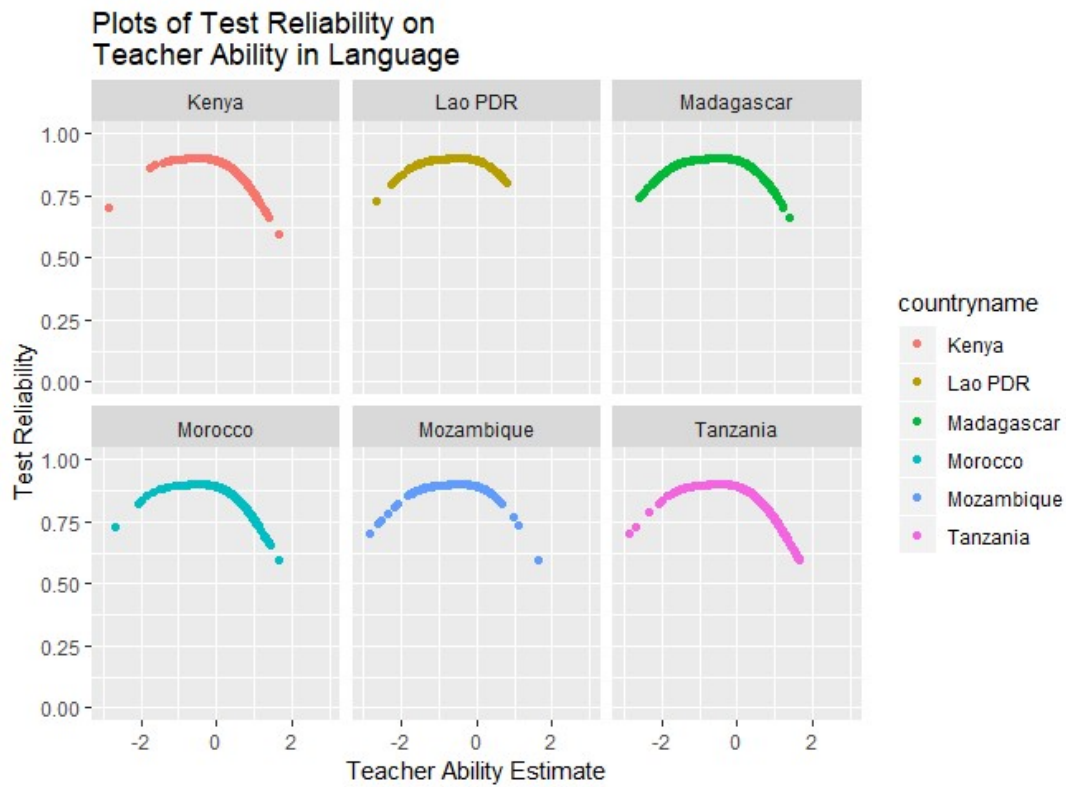 Plots of Test Reliability on
Teacher Ability in Language
Kenya
Lao PDR
Madagascar
1.00
0.75
0.50
0.25
0.00
Morocco
Mozambique
Tanzania
1.00
0.75
0.50
0.25
0.00
Test Reliability
-2
0
2
-2
0
2
-2
0
2
Teacher Ability Estimate
countryname
Kenya
Lao PDR
Madagascar
Morocco
Mozambique
Tanzania